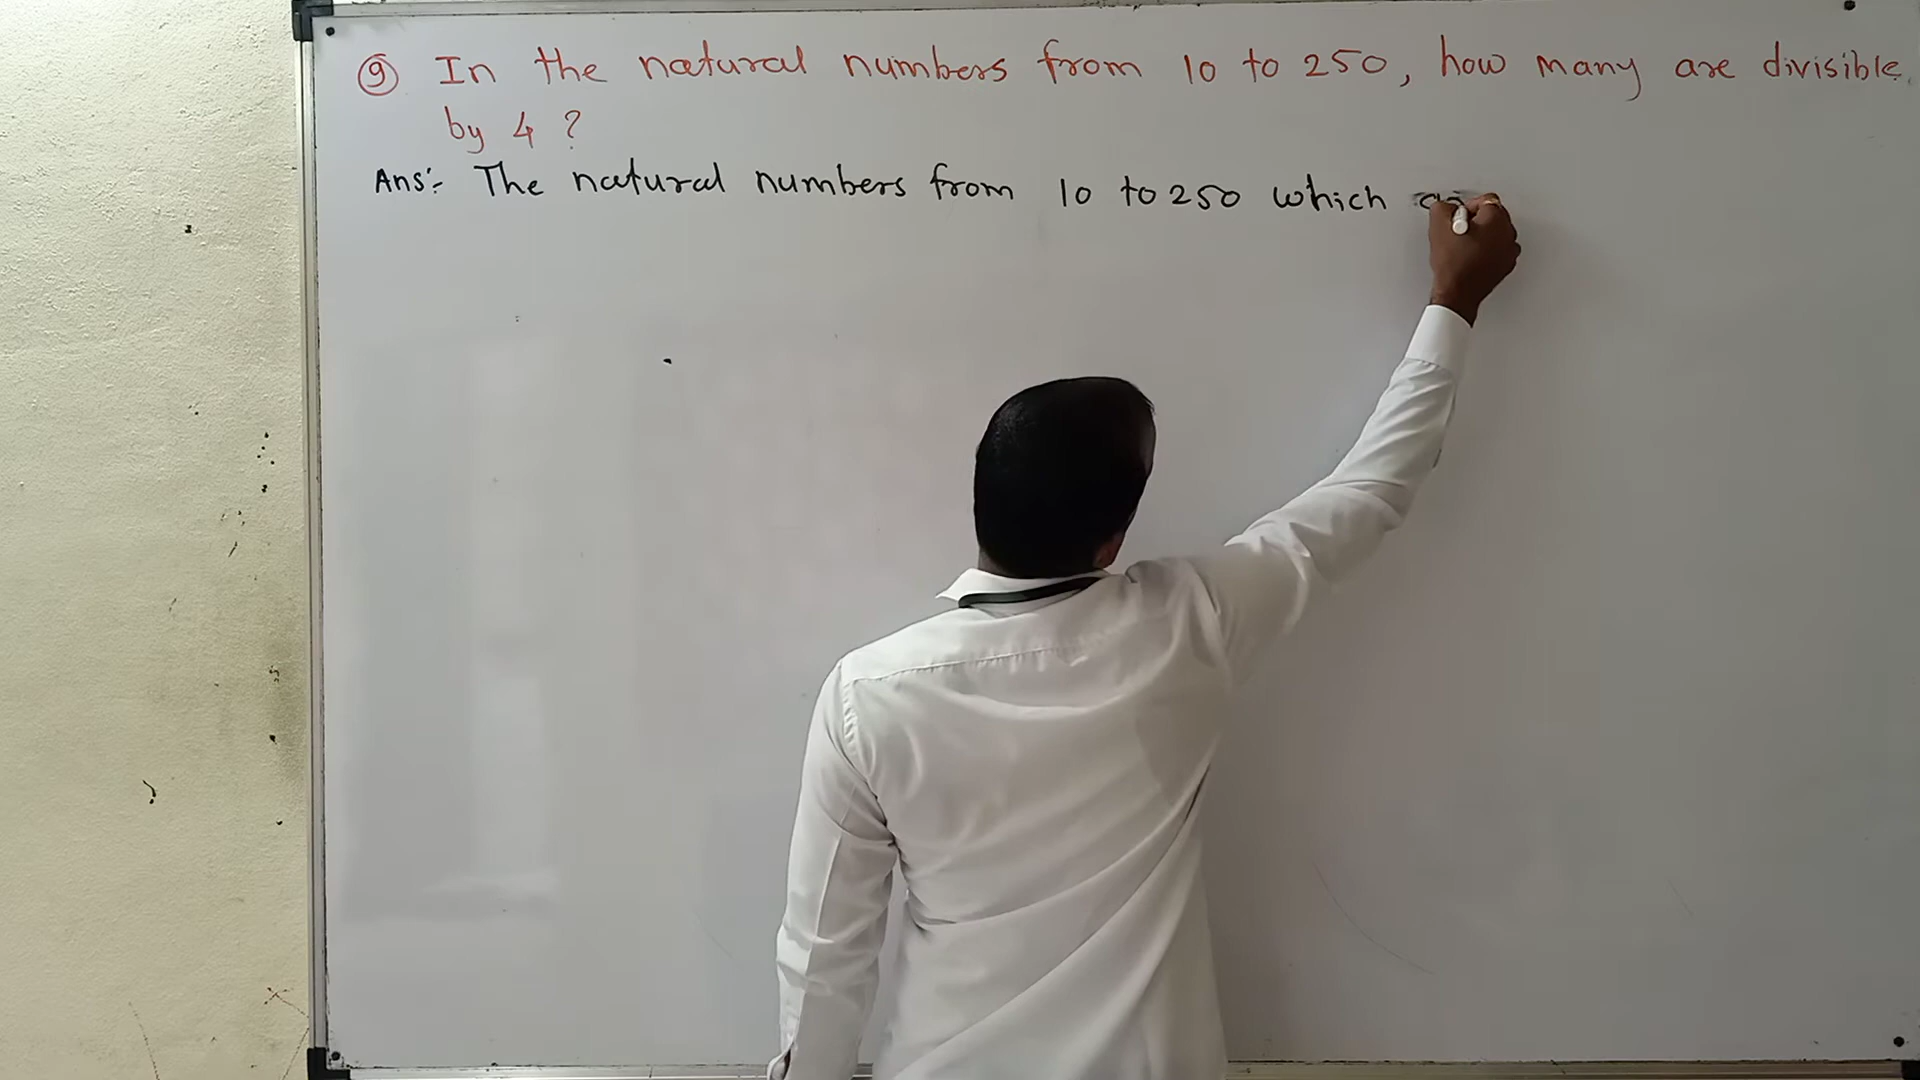 ⑨ In the natural numbers from 10 to 250, how many are divisible
by 4 ?
Ans:- The natural numbers from 10 to 250 which